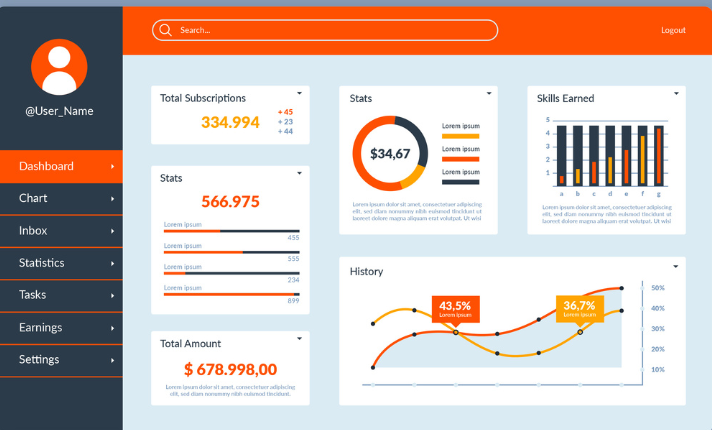 Search...
Logout
@User_Name
Dashboard
Chart
Inbox
Statistics
Tasks
Earnings
Settings
Total Subscriptions
334.994
+ 45
+ 23
+ 44
Stats
566.975
Lorem ipsum
455
Lorem ipsum
555
Lorem ipsum
234
Lorem ipsum
899
Total Amount
$ 678.998,00
Lorem ipsum dolor sit amet, consectetuer adipiscing
elit, sed diam nonummy nibh euismod tincidunt.
Stats
$34,67
Lorem ipsum
Lorem ipsum
Lorem ipsum
Lorem ipsum dolor sit amet, consectetuer adipiscing
elit, sed diam nonummy nibh euismod tincidunt ut
laoreet dolore magna aliquam erat volutpat. Ut wisi
Skills Earned
5
4
3
2
1
a b c d e f g
Lorem ipsum dolor sit amet, consectetuer adipiscing
elit, sed diam nonummy nibh euismod tincidunt ut
laoreet dolore magna aliquam erat volutpat. Ut wisi
History
43,5%
Lorem ipsum
36,7%
Lorem ipsum
50%
40%
30%
20%
10%